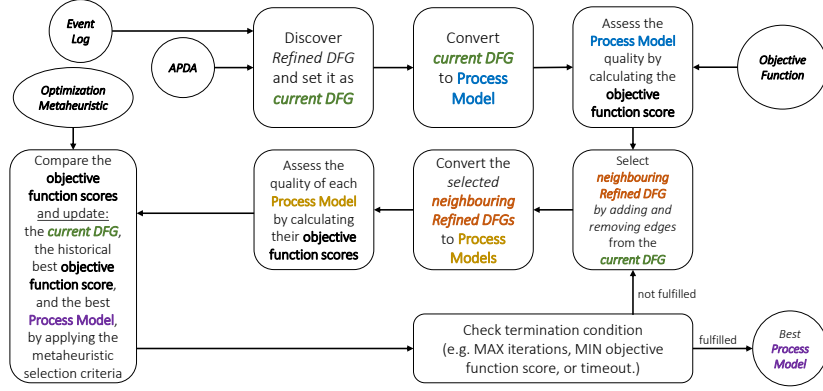 Event
Log
APDA
Optimization
Metaheuristic
Discover
Refined DFG
and set it as
current DFG
Convert
current DFG
to Process
Model
Assess the
Process Model
quality by
calculating the
objective
function score
Objective
Function
Select
neighbouring
Refined DFG
by adding and
removing edges
from the
current DFG
Convert the
selected
neighbouring
Refined DFGs
to Process
Models
Assess the
quality of each
Process Model
by calculating
their objective
function scores
Compare the
objective
function scores
and update:
the current DFG,
the historical
best objective
function score,
and the best
Process Model,
by applying the
metaheuristic
selection criteria
Check termination condition
(e.g. MAX iterations, MIN objective
function score, or timeout.)
not fulfilled
fulfilled
Best
Process
Model